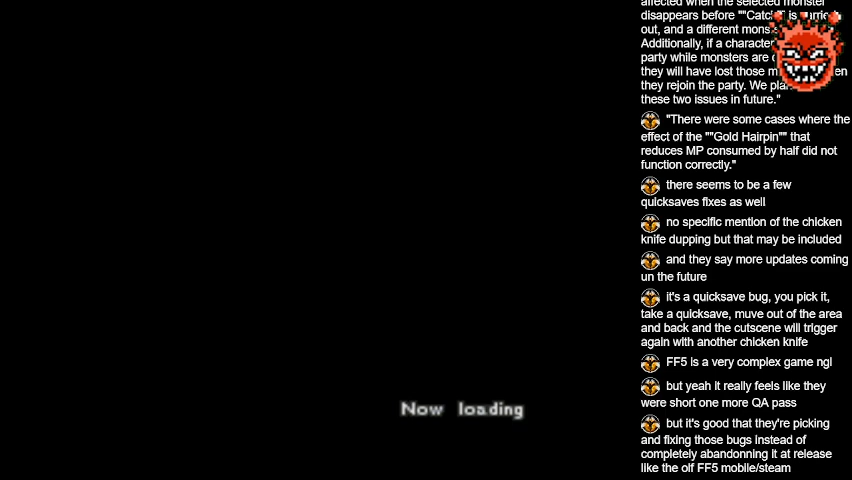 affected when the selected monster
disappears before ""Catch"" is carried
out, and a different
Additionally, if a character
party while monsters are
they will have lost those
they rejoin the party. We
these two issues in future."
"There were some cases where the
effect of the ""Gold Hairpin"" that
reduces MP consumed by half did not
function correctly."
there seems to be a few
quicksaves fixes as well
no specific mention of the chicken
knife dupping but that may be included
and they say more updates coming
un the future
it's a quicksave bug, you pick it,
take a quicksave, muve out of the area
and back and the cutscene will trigger
again with another chicken knife
FF5 is a very complex game ngl
but yeah it really feels like they
were short one more QA pass
but it's good that they're picking
and fixing those bugs instead of
completely abandonning it at release
like the olf FF5 mobile/steam
Now loading